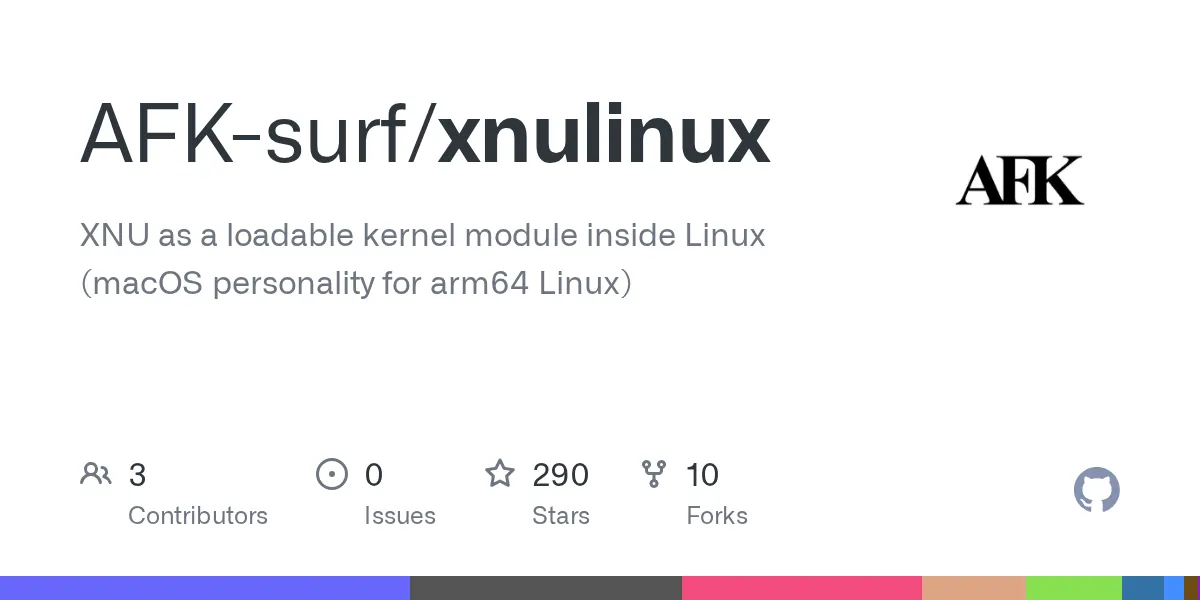 AFK-surf/xnulinux
AFK
XNU as a loadable kernel module inside Linux
(macOS personality for arm64 Linux)
3
Contributors
0
Issues
290
Stars
10
Forks